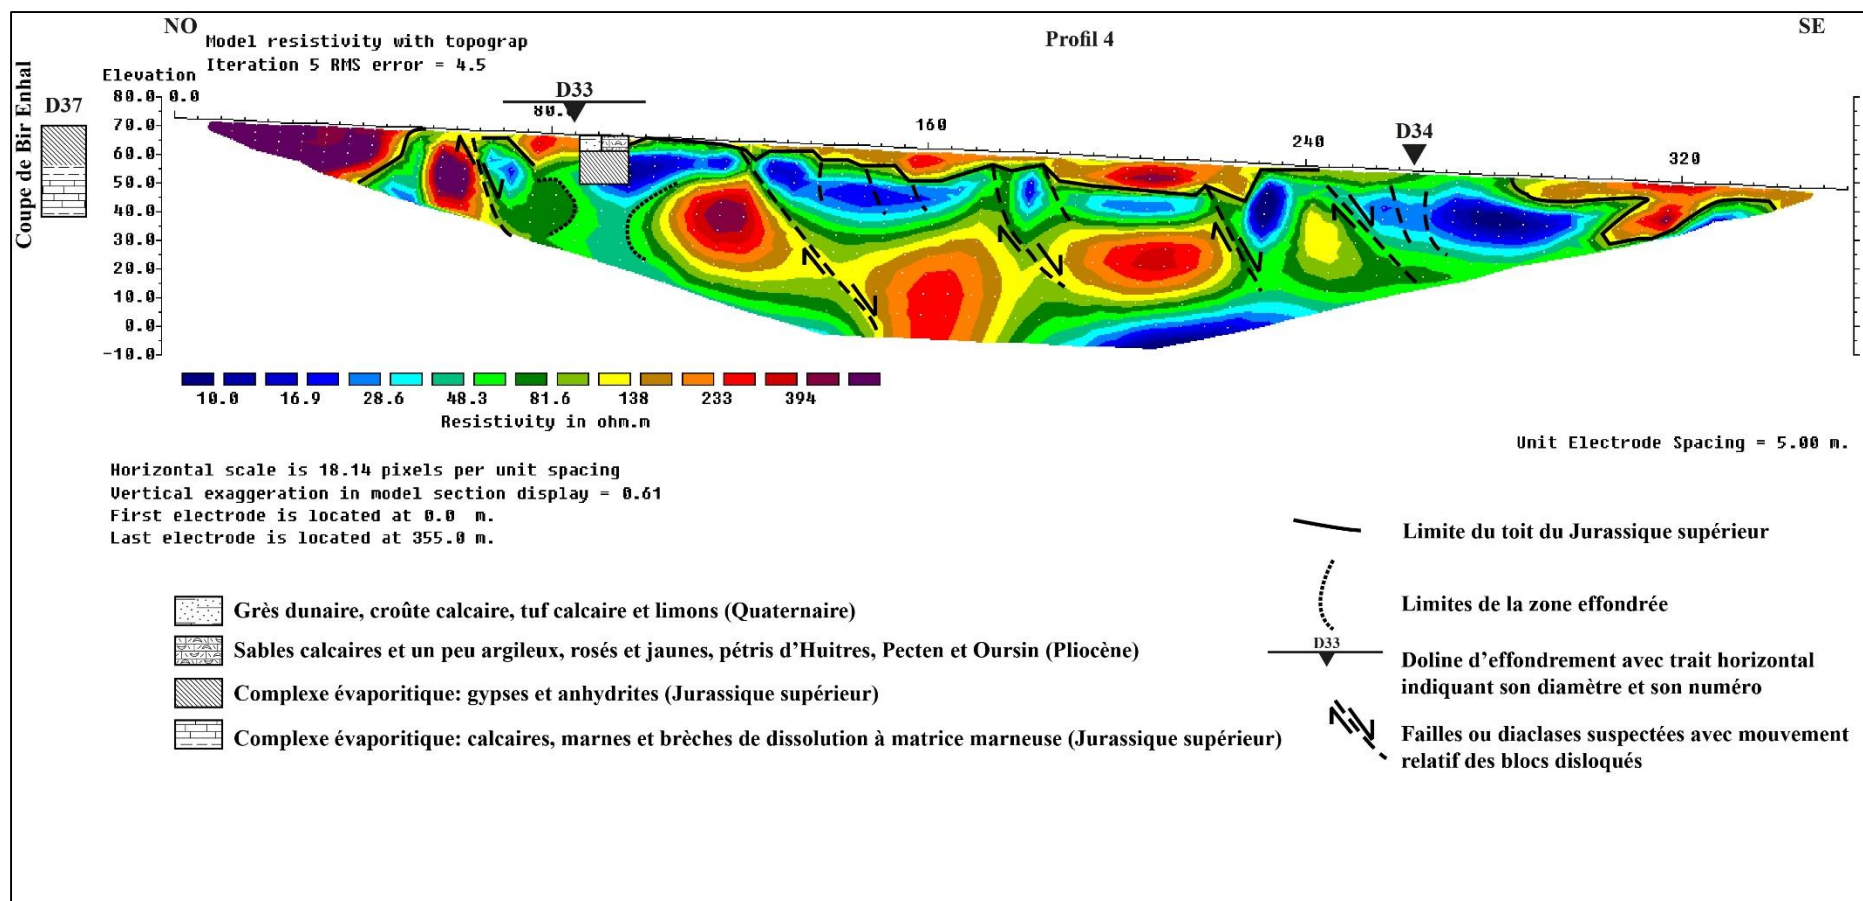 NO
Profil 4
SE
Model resistivity with topograp
Iteration 5 RMS error = 4.5
Coupe de Bir Enhal
D37
Elevation
D33
D34
80.0 0.0
80.0
160
240
320
70.0
60.0
50.0
40.0
30.0
20.0
10.0
0.0
-10.0
10.0 16.9 28.6 48.3 81.6 138 233 394
Resistivity in ohm.m
Unit Electrode Spacing = 5.00 m.
Horizontal scale is 18.14 pixels per unit spacing
Vertical exaggeration in model section display = 0.61
First electrode is located at 0.0 m.
Last electrode is located at 355.0 m.
Grès dunaire, croûte calcaire, tuf calcaire et limons (Quaternaire)
Sables calcaires et un peu argileux, rosés et jaunes, pétris d’Huitres, Pecten et Oursin (Pliocène)
Complexe évaporitique: gypses et anhydrites (Jurassique supérieur)
Complexe évaporitique: calcaires, marnes et brèches de dissolution à matrice marneuse (Jurassique supérieur)
Limite du toit du Jurassique supérieur
Limites de la zone effondrée
D33
Doline d’effondrement avec trait horizontal
indiquant son diamètre et son numéro
Failles ou diaclases suspectées avec mouvement
relatif des blocs disloqués